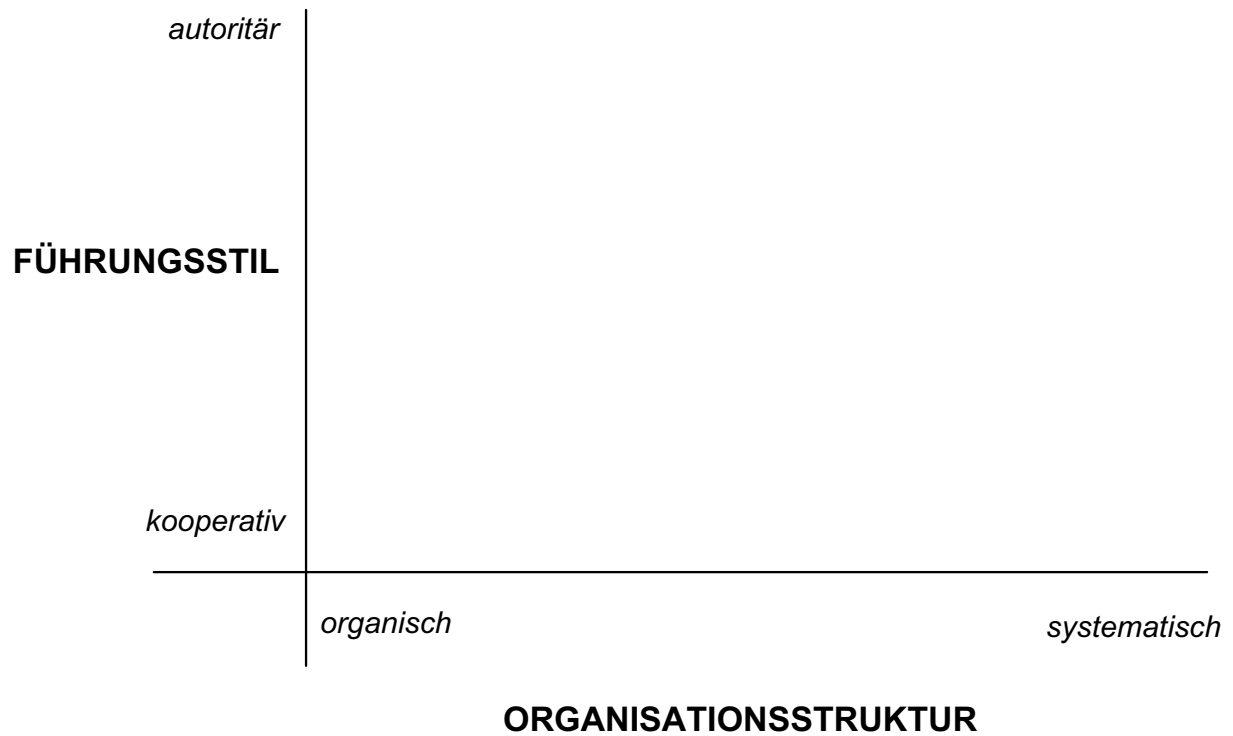 autoritär
FÜHRUNGSSTIL
kooperativ
organisch
systematisch
ORGANISATIONSSTRUKTUR